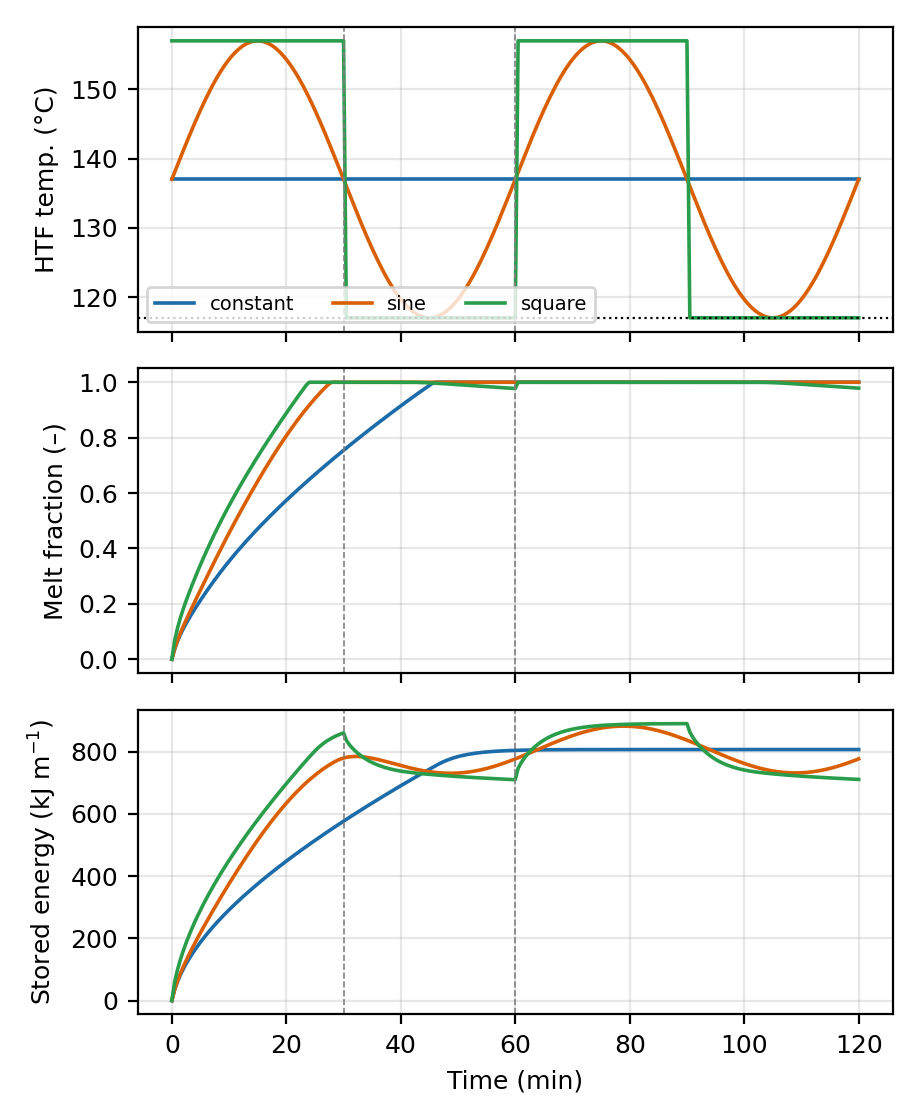 HTF temp. (°C)
150
140
130
120
constant
sine
square
Melt fraction (–)
1.0
0.8
0.6
0.4
0.2
0.0
Stored energy (kJ m⁻¹)
800
600
400
200
0
0 20 40 60 80 100 120
Time (min)